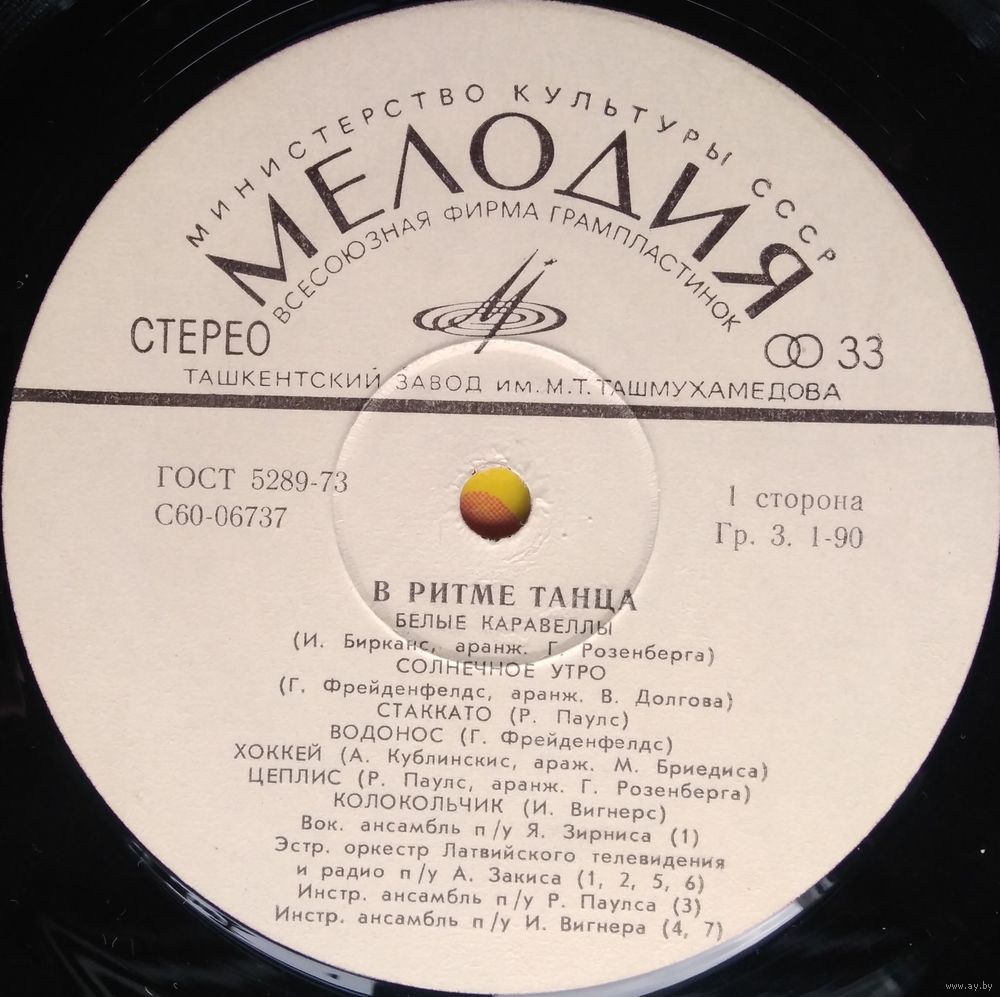 МИНИСТЕРСТВО КУЛЬТУРЫ СССР
МЕЛОДИЯ
ВСЕСОЮЗНАЯ ФИРМА ГРАМПЛАСТИНОК
СТЕРЕО
33
ТАШКЕНТСКИЙ ЗАВОД ИМ. М.Т. ТАШМУХАМЕДОВА
ГОСТ 5289-73
С60-06737
1 сторона
Гр. 3. 1-90
В РИТМЕ ТАНЦА
БЕЛЫЕ КАРАВЕЛЛЫ
(И. Бирканс, аранж. Г. Розенберга)
СОЛНЕЧНОЕ УТРО
(Г. Фрейденфелдс, аранж. В. Долгова)
СТАККАТО (Р. Паулс)
ВОДОНОС (Г. Фрейденфелдс)
ХОККЕЙ (А. Кублинскис, араж. М. Бриедиса)
ЦЕПЛИС (Р. Паулс, аранж. Г. Розенберга)
КОЛОКОЛЬЧИК (И. Вигнерс)
Вок. ансамбль п/у Я. Зирниса (1)
Эстр. оркестр Латвийского телевидения
и радио п/у А. Закиса (1, 2, 5, 6)
Инстр. ансамбль п/у Р. Паулса (3)
Инстр. ансамбль п/у И. Вигнера (4, 7)
www.ay.by